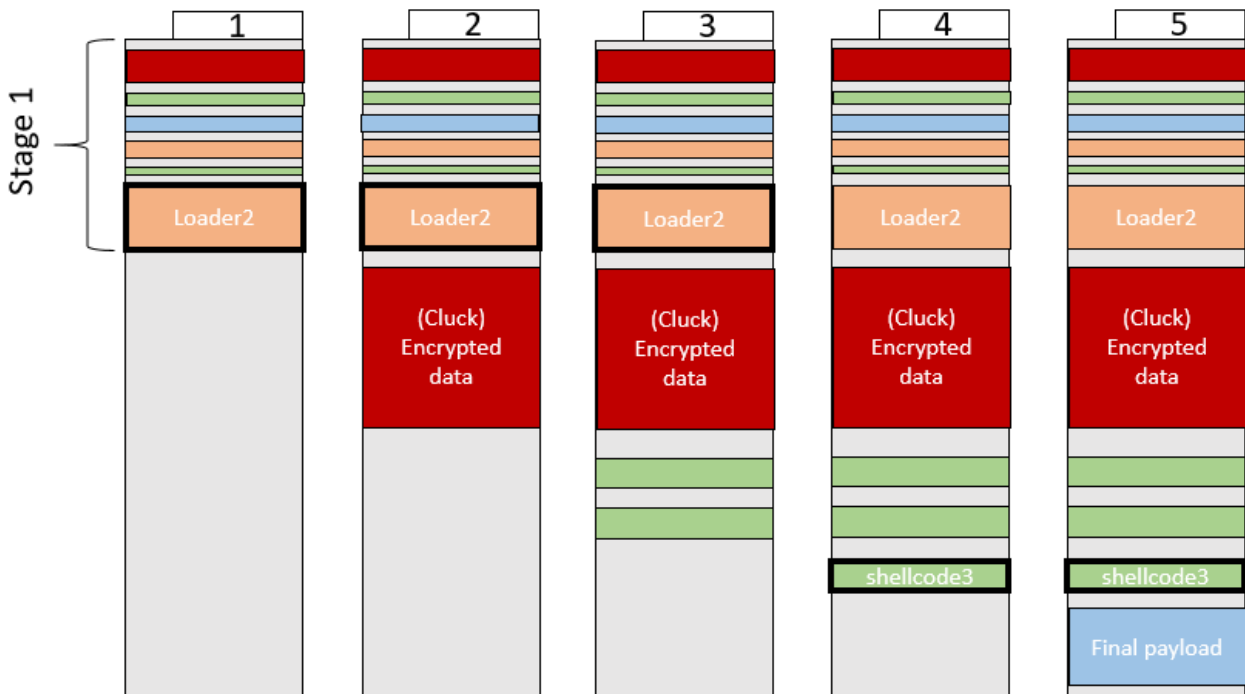 1
2
3
4
5
Stage 1
Loader2
Loader2
Loader2
Loader2
Loader2
(Cluck)
Encrypted
data
(Cluck)
Encrypted
data
(Cluck)
Encrypted
data
(Cluck)
Encrypted
data
shellcode3
shellcode3
Final payload